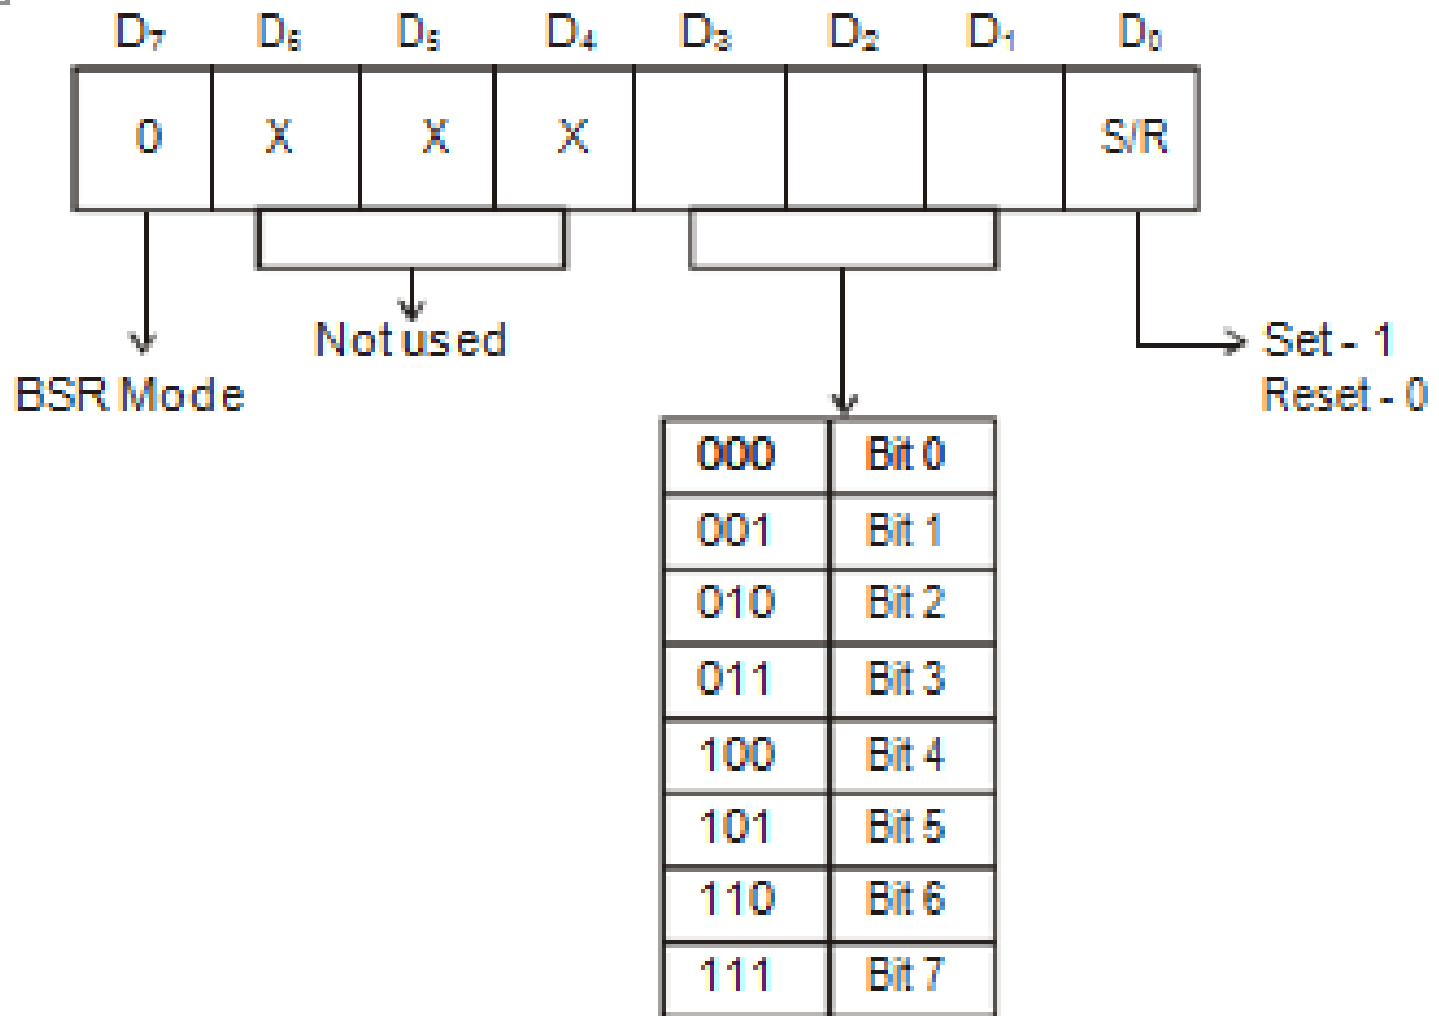 D₇ D₆ D₅ D₄ D₃ D₂ D₁ D₀
0 X X X S/R
Not used
Set - 1
BSR Mode
Reset - 0
000 Bit 0
001 Bit 1
010 Bit 2
011 Bit 3
100 Bit 4
101 Bit 5
110 Bit 6
111 Bit 7